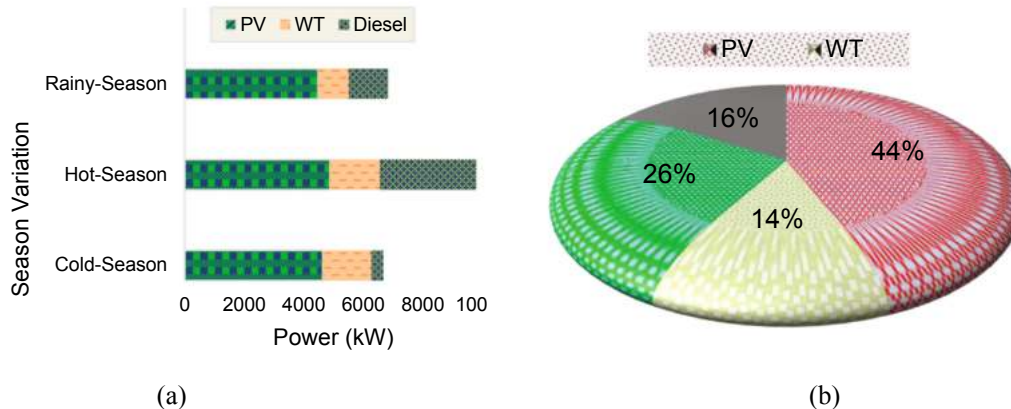 PV WT Diesel
Rainy-Season
Hot-Season
Cold-Season
Season Variation
0 2000 4000 6000 8000 100
Power (kW)
(a)
PV WT
16%
44%
26%
14%
(b)